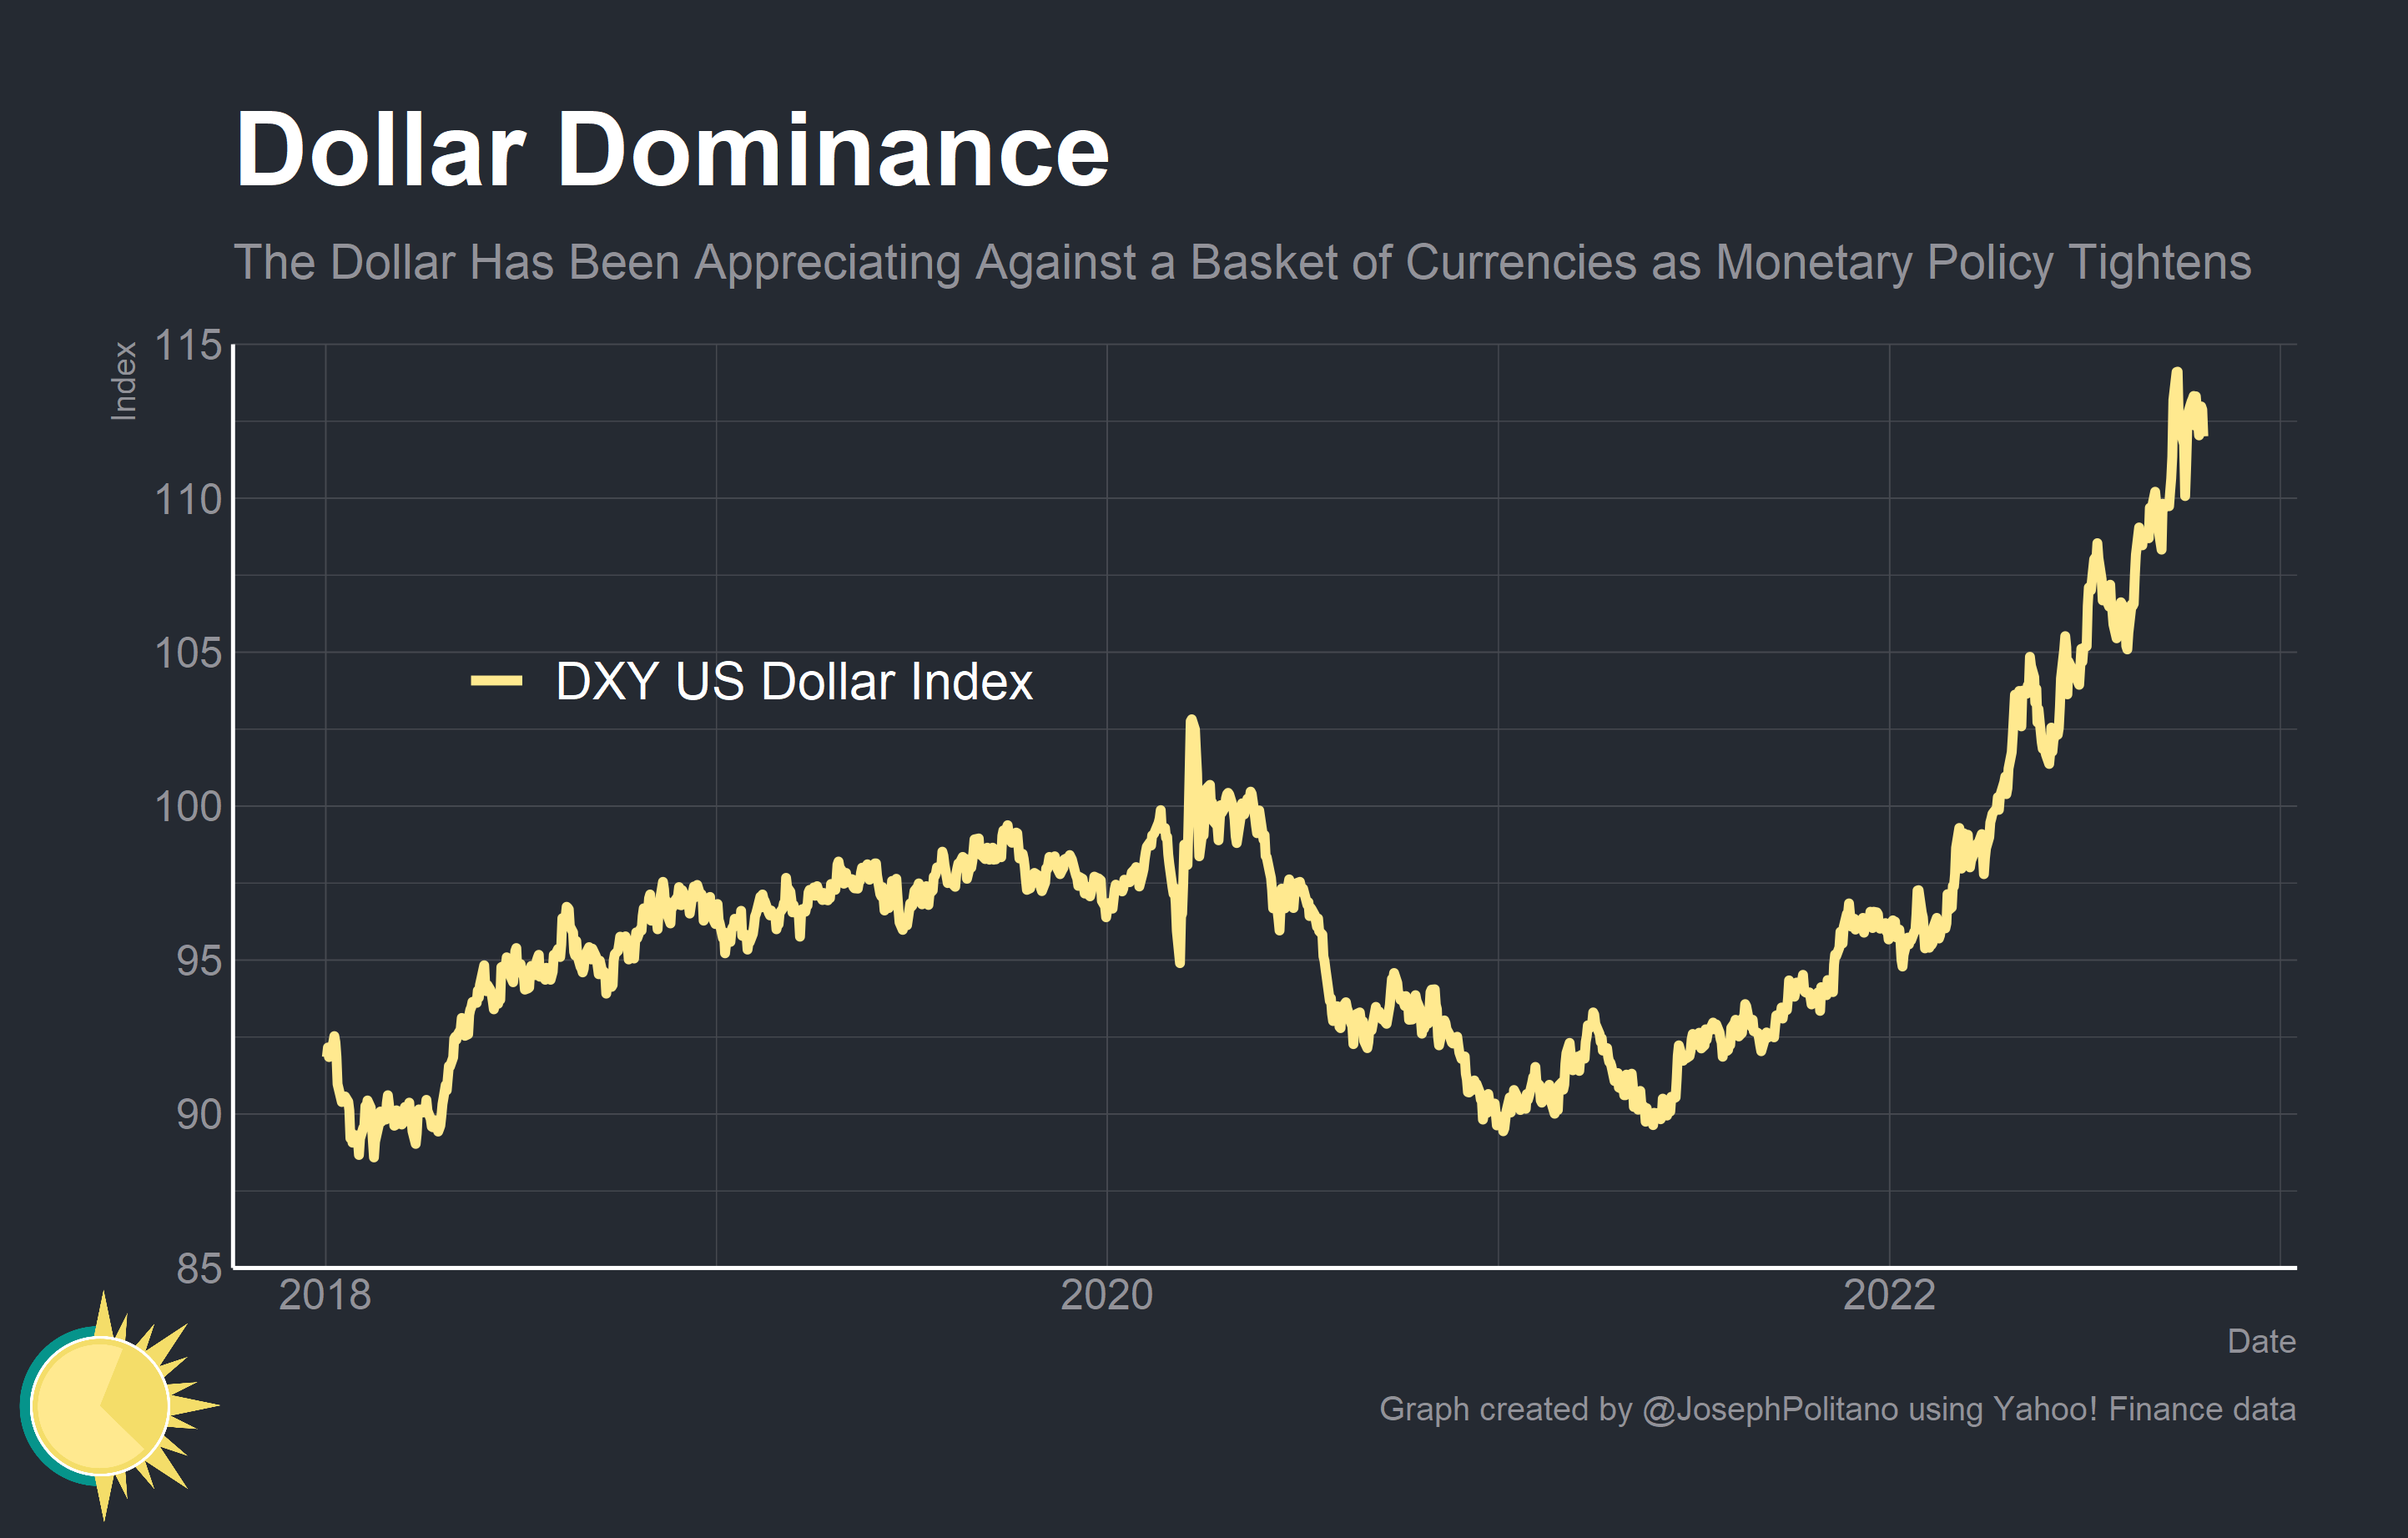 Dollar Dominance
The Dollar Has Been Appreciating Against a Basket of Currencies as Monetary Policy Tightens
Index
115
110
105
DXY US Dollar Index
100
95
90
85
2018 2020 2022
Date
Graph created by @JosephPolitano using Yahoo! Finance data